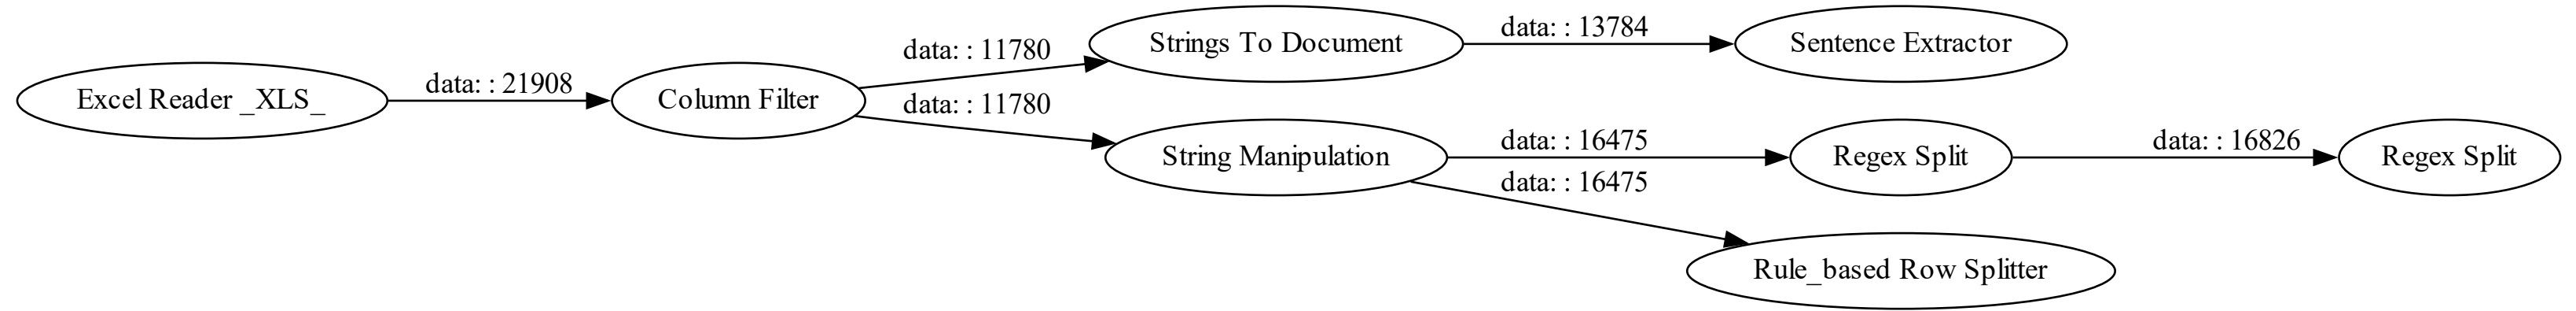 Excel Reader _XLS_
data: : 21908
Column Filter
data: : 11780
Strings To Document
data: : 13784
Sentence Extractor
data: : 11780
String Manipulation
data: : 16475
Regex Split
data: : 16826
Regex Split
data: : 16475
Rule_based Row Splitter